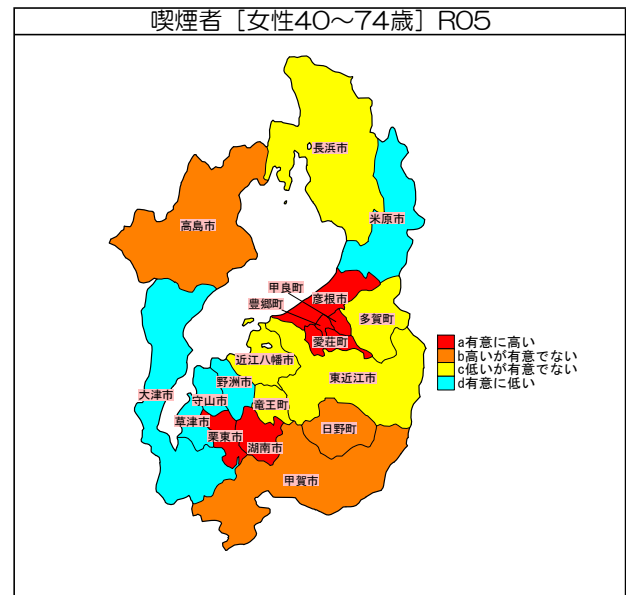 喫煙者［女性40～74歳］R05
長浜市
米原市
高島市
甲良町
彦根市
豊郷町
多賀町
愛荘町
a有意に高い
b高いが有意でない
c低いが有意でない
d有意に低い
近江八幡市
東近江市
野洲市
大津市
守山市
竜王町
草津市
日野町
栗東市
湖南市
甲賀市